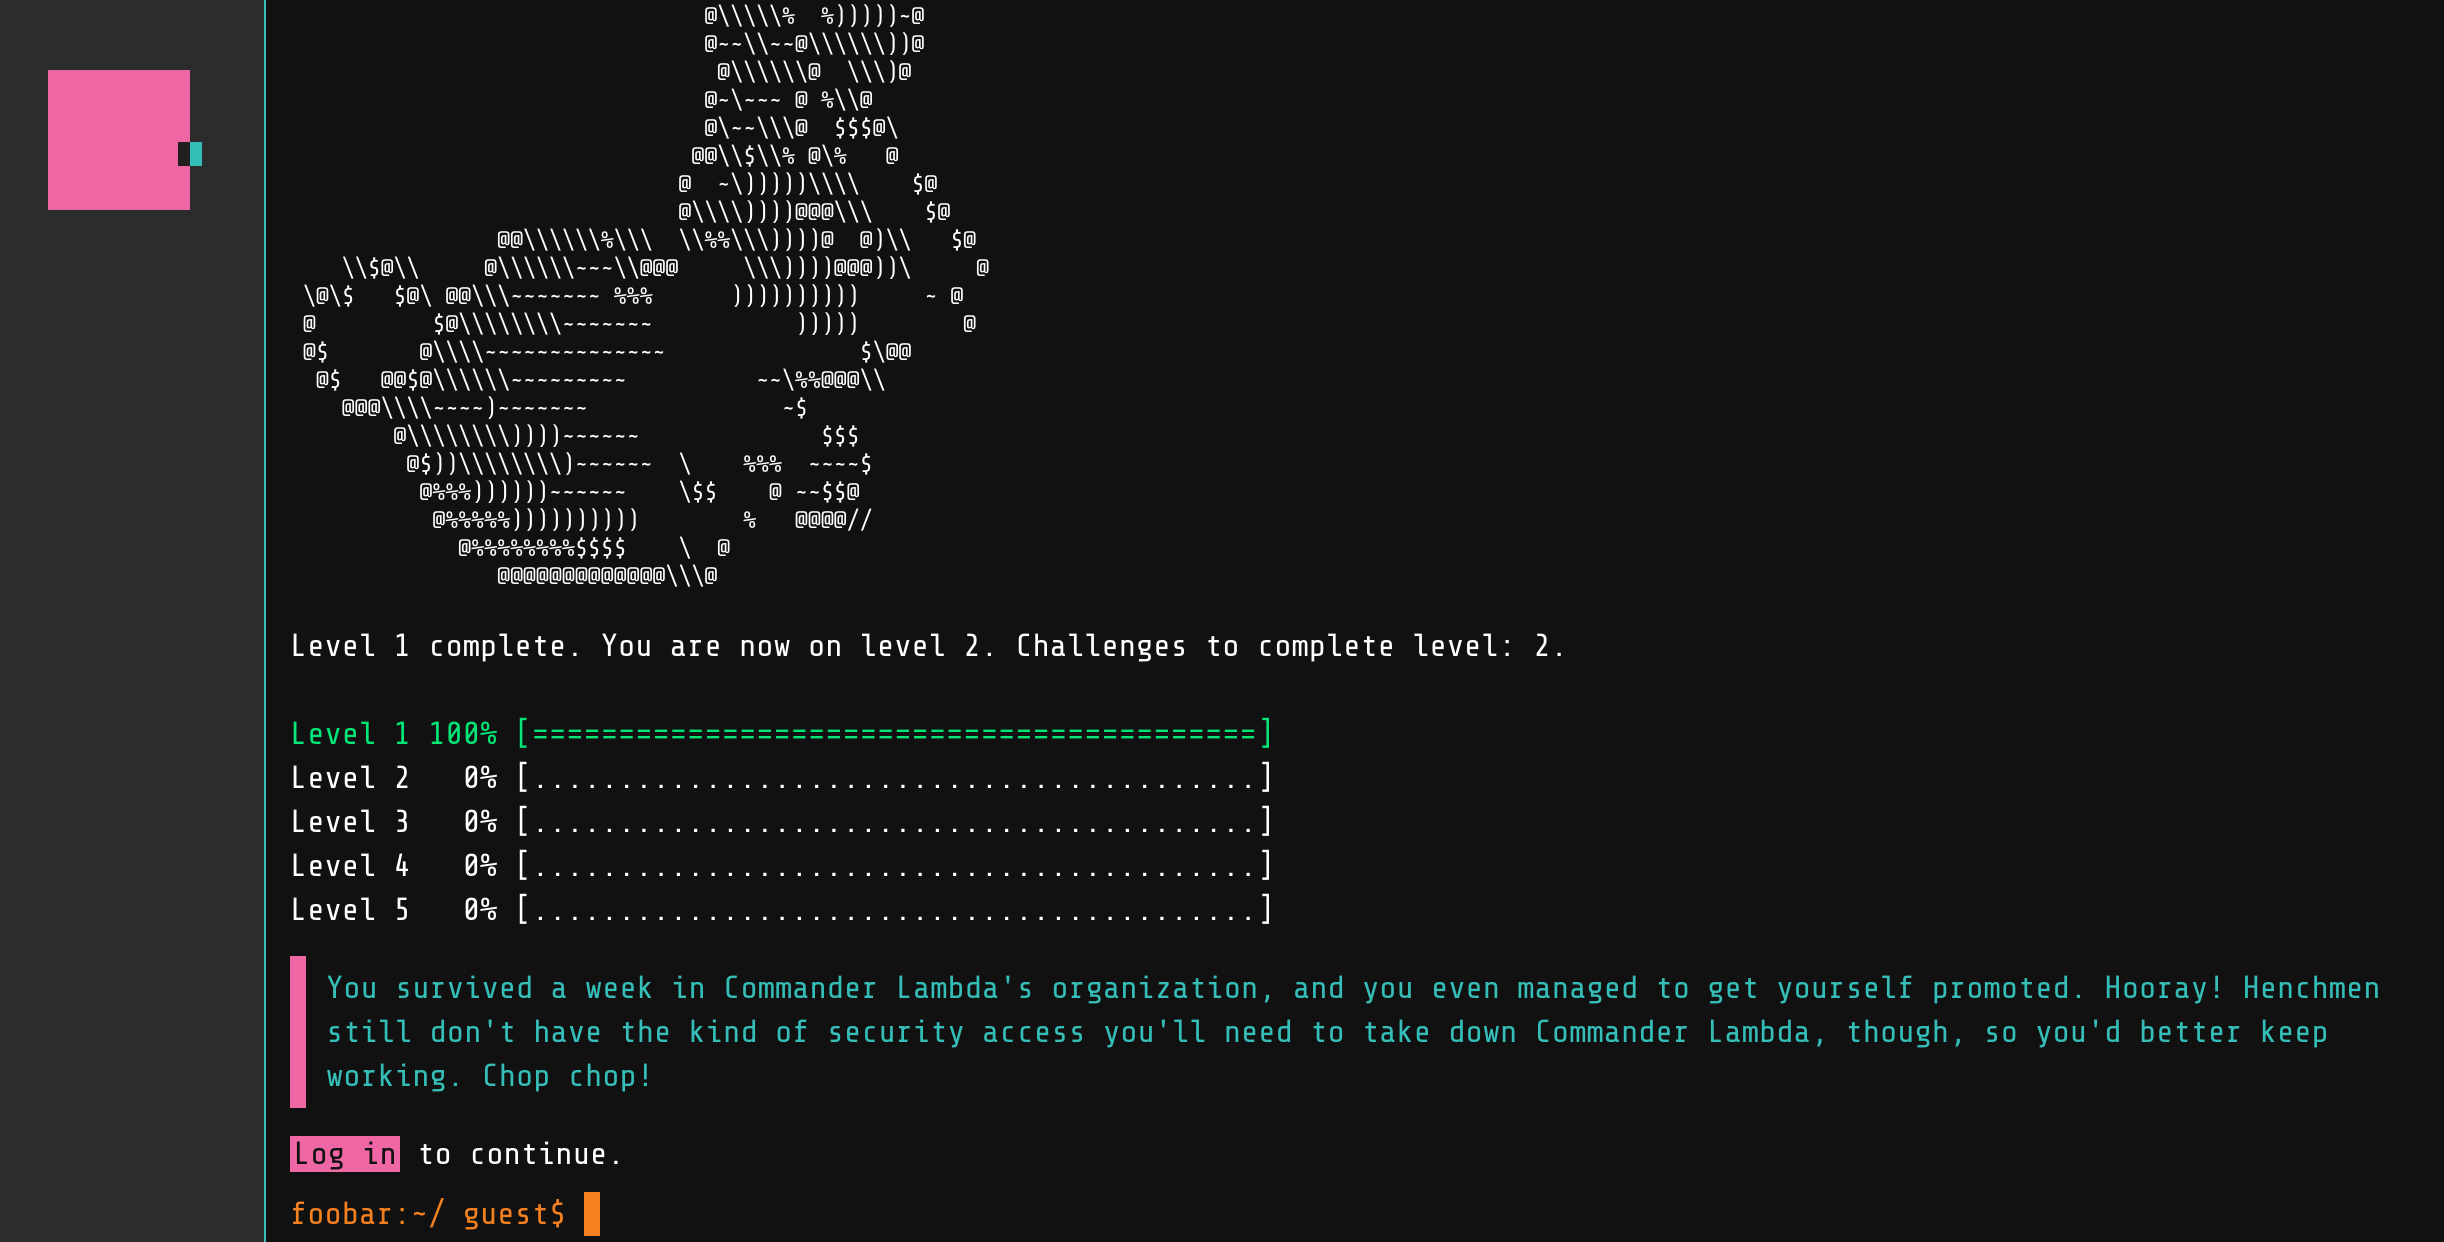 Level 1 complete. You are now on level 2. Challenges to complete level: 2.
Level 1 100% [==========================================]
Level 2   0% [..........................................]
Level 3   0% [..........................................]
Level 4   0% [..........................................]
Level 5   0% [..........................................]
You survived a week in Commander Lambda's organization, and you even managed to get yourself promoted. Hooray! Henchmen
still don't have the kind of security access you'll need to take down Commander Lambda, though, so you'd better keep
working. Chop chop!
Log in to continue.
foobar:~/ guest$